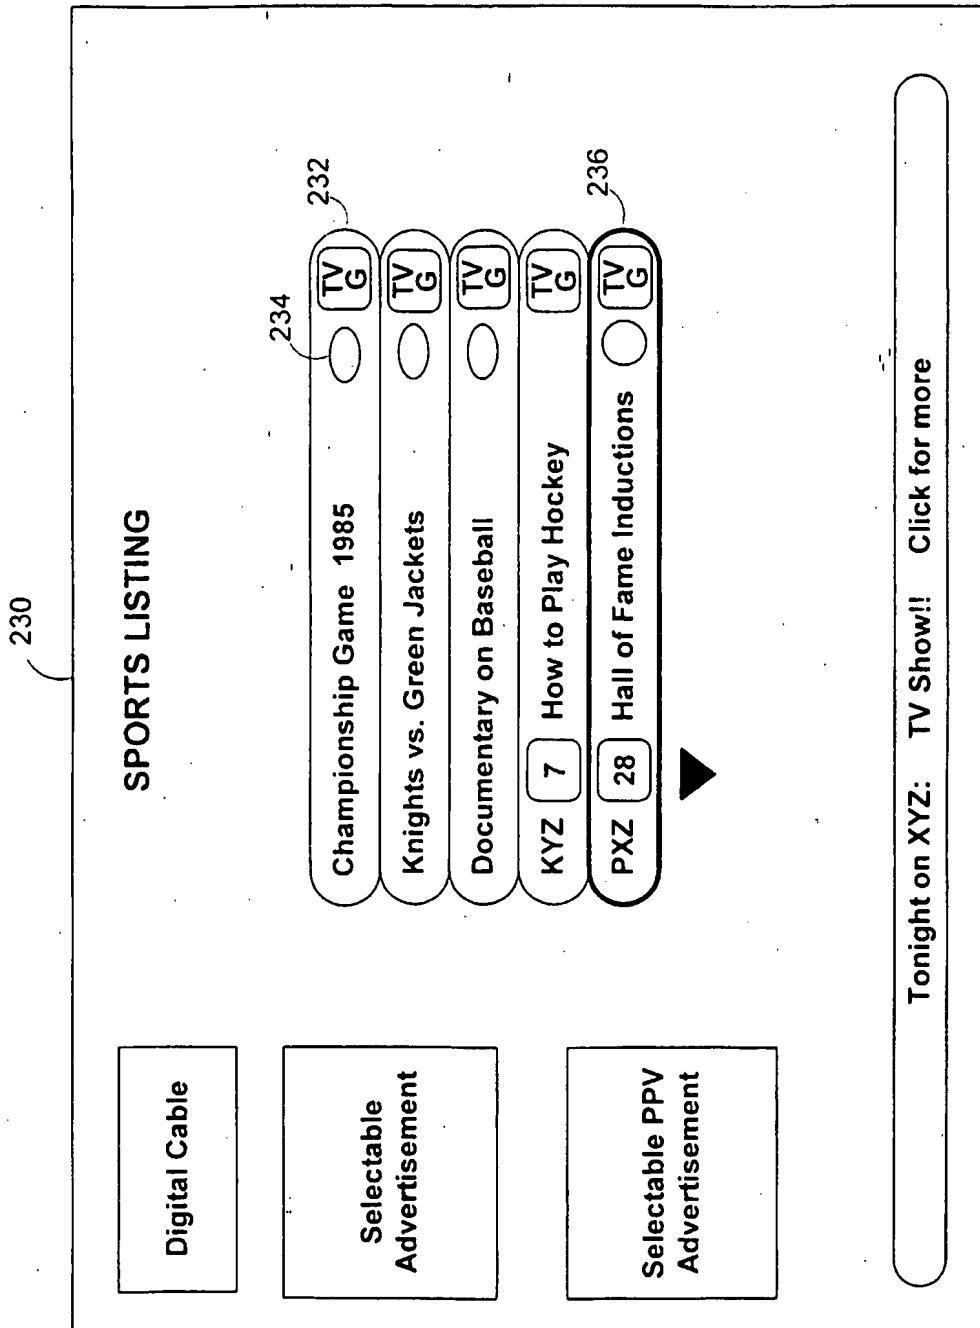 230
SPORTS LISTING
Digital Cable
Selectable
Advertisement
Selectable PPV
Advertisement
234
232
Championship Game 1985 TV G
Knights vs. Green Jackets TV G
Documentary on Baseball TV G
KYZ 7 How to Play Hockey TV G
PXZ 28 Hall of Fame Inductions TV G
236
Tonight on XYZ: TV Show!! Click for more